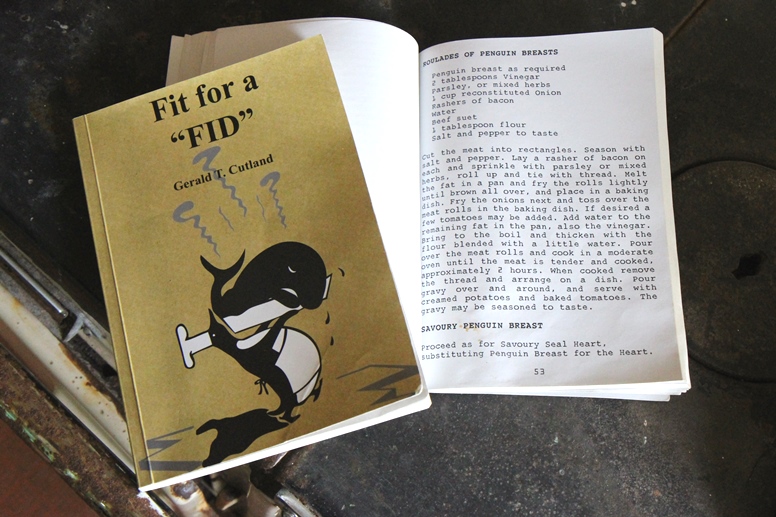 Fit for a
“FID”
Gerald T. Cutland
ROULADES OF PENGUIN BREASTS
Penguin breast as required
2 tablespoons Vinegar
Parsley, or mixed herbs
1 cup reconstituted Onion
Rashers of bacon
Water
Beef suet
1 tablespoon flour
Salt and pepper to taste
Cut the meat into rectangles. Season with
salt and pepper. Lay a rasher of bacon on
each and sprinkle with parsley or mixed
herbs, roll up and tie with thread. Melt
the fat in a pan and fry the rolls lightly
until brown all over, and place in a baking
dish. Fry the onions next and toss over the
meat rolls in the baking dish. If desired a
few tomatoes may be added. Add water to the
remaining fat in the pan, also the vinegar.
Bring to the boil and thicken with the
flour blended with a little water. Pour
over the meat rolls and cook in a moderate
oven until the meat is tender and cooked,
approximately 2 hours. When cooked remove
the thread and arrange on a dish. Pour
gravy over and around, and serve with
creamed potatoes and baked tomatoes. The
gravy may be seasoned to taste.
SAVOURY PENGUIN BREAST
Proceed as for Savoury Seal Heart,
substituting Penguin Breast for the Heart.
53